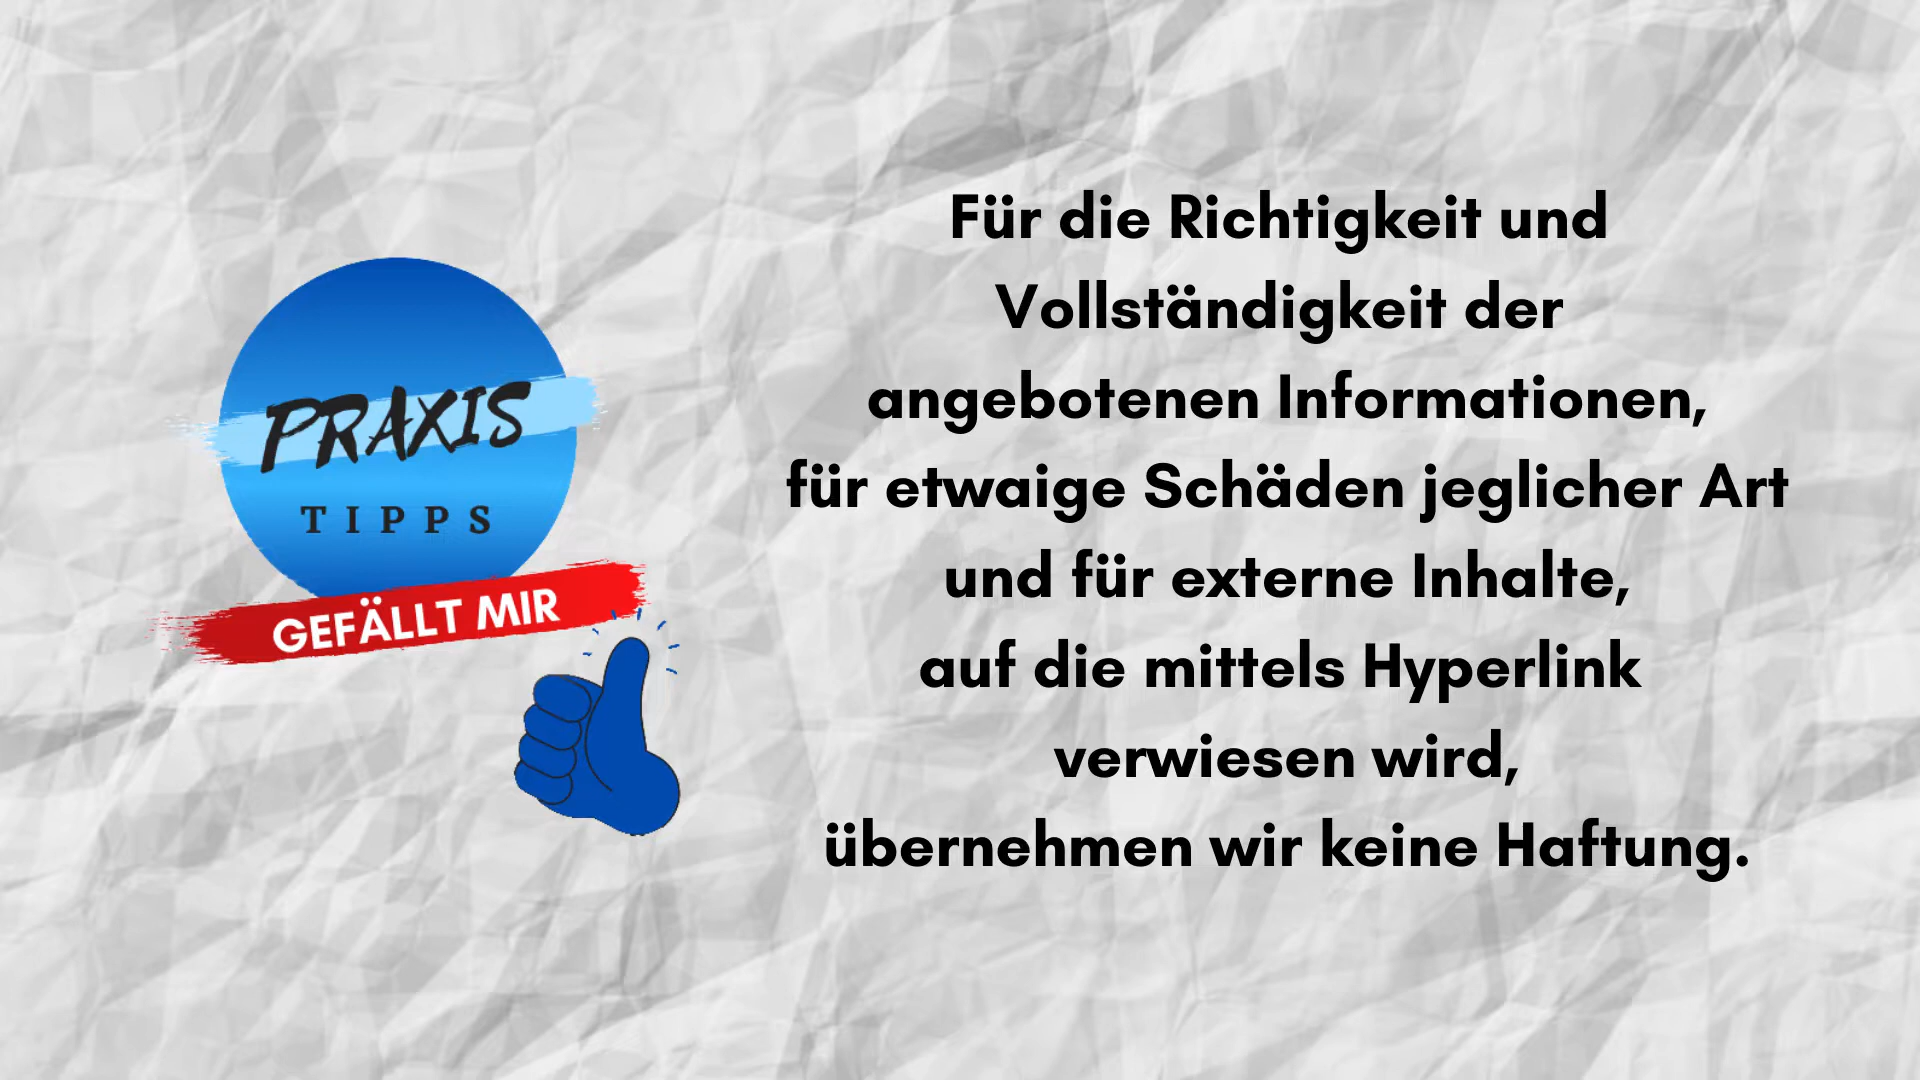 PRAXIS
TIPPS
GEFÄLLT MIR
Für die Richtigkeit und
Vollständigkeit der
angebotenen Informationen,
für etwaige Schäden jeglicher Art
und für externe Inhalte,
auf die mittels Hyperlink
verwiesen wird,
übernehmen wir keine Haftung.